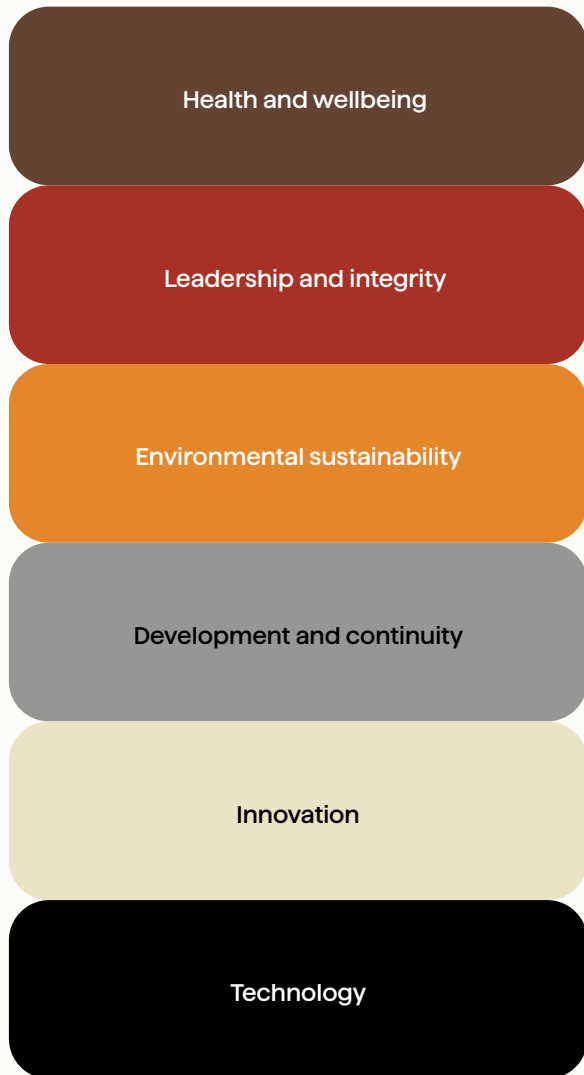 Health and wellbeing
Leadership and integrity
Environmental sustainability
Development and continuity
Innovation
Technology